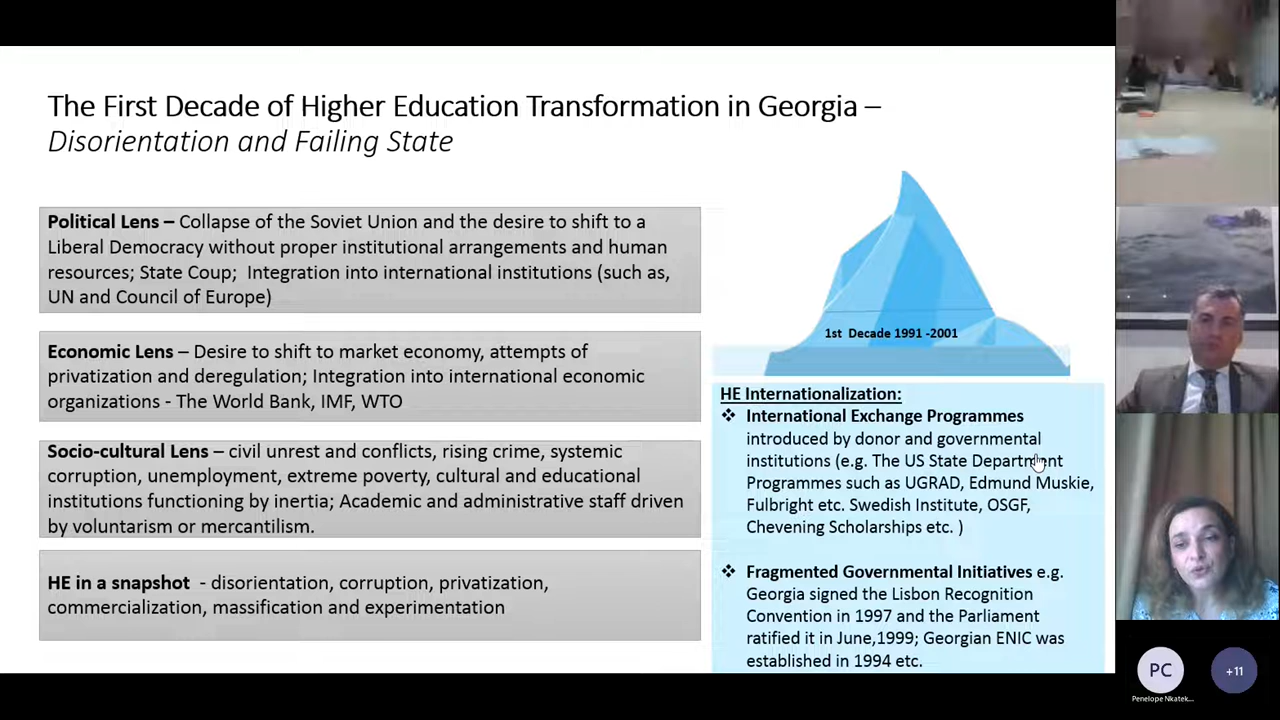 The First Decade of Higher Education Transformation in Georgia –
Disorientation and Failing State
Political Lens – Collapse of the Soviet Union and the desire to shift to a
Liberal Democracy without proper institutional arrangements and human
resources; State Coup; Integration into international institutions (such as,
UN and Council of Europe)
Economic Lens – Desire to shift to market economy, attempts of
privatization and deregulation; Integration into international economic
organizations - The World Bank, IMF, WTO
Socio-cultural Lens – civil unrest and conflicts, rising crime, systemic
corruption, unemployment, extreme poverty, cultural and educational
institutions functioning by inertia; Academic and administrative staff driven
by voluntarism or mercantilism.
HE in a snapshot - disorientation, corruption, privatization,
commercialization, massification and experimentation
1st Decade 1991 -2001
HE Internationalization:
❖ International Exchange Programmes
introduced by donor and governmental
institutions (e.g. The US State Department
Programmes such as UGRAD, Edmund Muskie,
Fulbright etc. Swedish Institute, OSGF,
Chevening Scholarships etc. )
❖ Fragmented Governmental Initiatives e.g.
Georgia signed the Lisbon Recognition
Convention in 1997 and the Parliament
ratified it in June,1999; Georgian ENIC was
established in 1994 etc.
PC
+11
Penelope Nkatek...